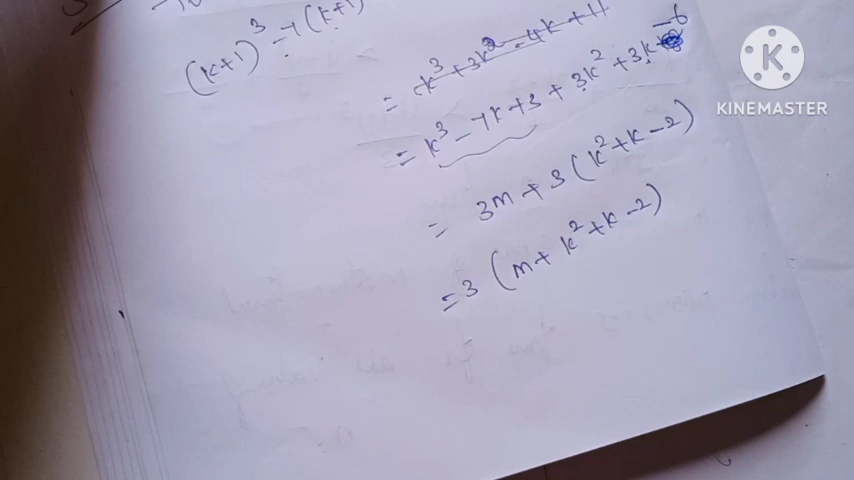 (k+1)³ - 7(k+1)
= k³ + 3k² - 4k + 11
= k³ - 7k + 3 + 3k² + 3k - 6
= 3m + 3(k² + k - 2)
= 3(m + k² + k - 2)
KINEMASTER